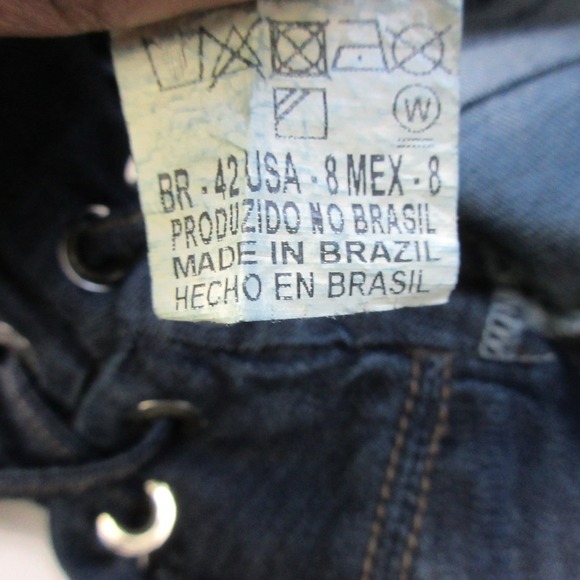 W
BR - 42 USA - 8 MEX - 8
PRODUZIDO NO BRASIL
MADE IN BRAZIL
HECHO EN BRASIL